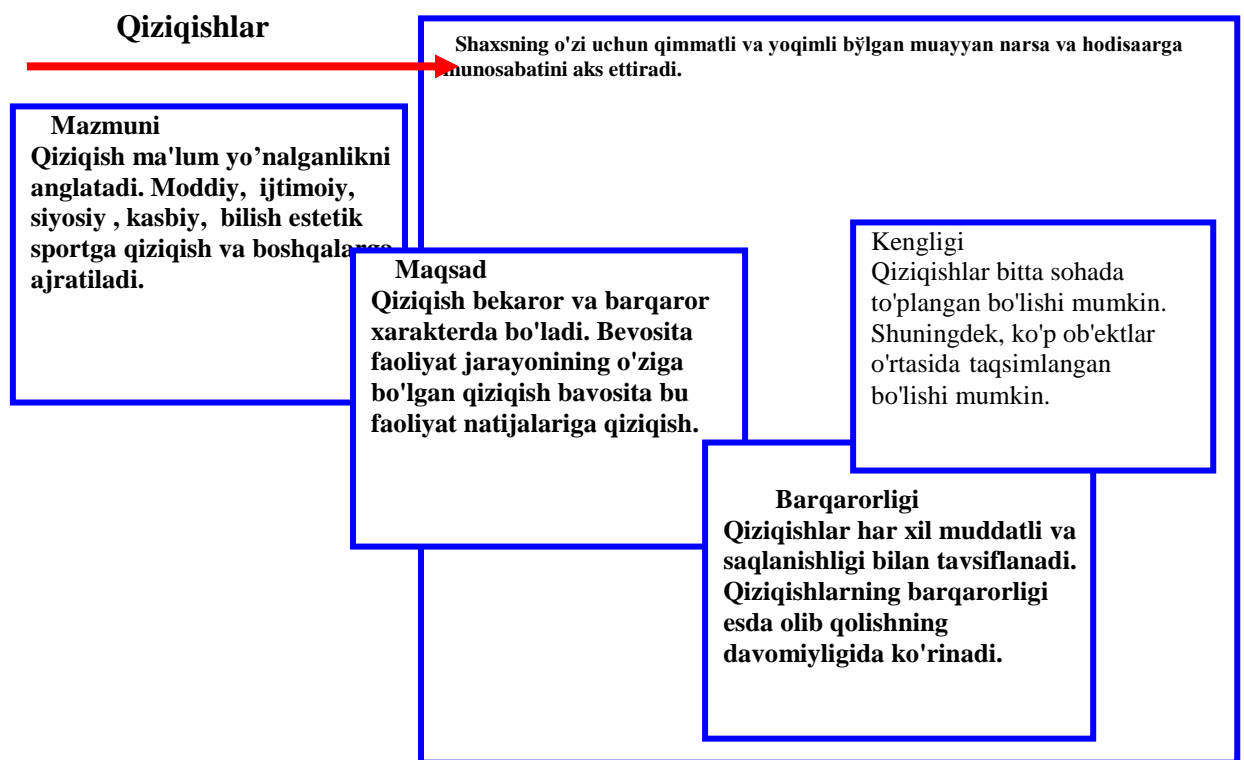 Qiziqishlar
Shaxsning o'zi uchun qimmatli va yoqimli bўlgan muayyan narsa va hodisaarga
munosabatini aks ettiradi.
Mazmuni
Qiziqish ma'lum yo’nalganlikni
anglatadi. Moddiy, ijtimoiy,
siyosiy , kasbiy, bilish estetik
sportga qiziqish va boshqalarga
ajratiladi.
Maqsad
Qiziqish bekaror va barqaror
xarakterda bo'ladi. Bevosita
faoliyat jarayonining o'ziga
bo'lgan qiziqish bavosita bu
faoliyat natijalariga qiziqish.
Kengligi
Qiziqishlar bitta sohada
to'plangan bo'lishi mumkin.
Shuningdek, ko'p ob'ektlar
o'rtasida taqsimlangan
bo'lishi mumkin.
Barqarorligi
Qiziqishlar har xil muddatli va
saqlanishligi bilan tavsiflanadi.
Qiziqishlarning barqarorligi
esda olib qolishning
davomiyligida ko'rinadi.